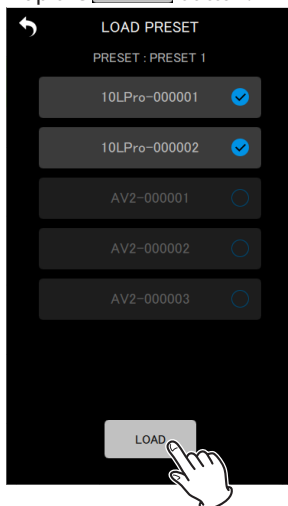 LOAD PRESET
PRESET : PRESET 1
10LPro-000001
10LPro-000002
AV2-000001
AV2-000002
AV2-000003
LOAD